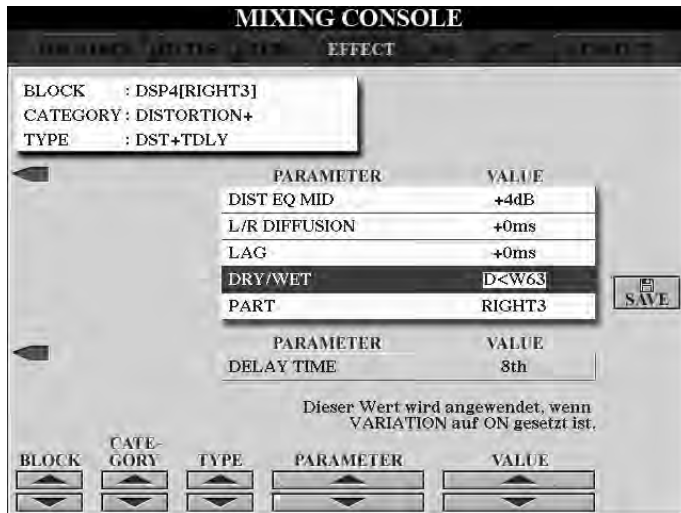 MIXING CONSOLE
EFFECT
BLOCK : DSP4[RIGHT3]
CATEGORY : DISTORTION+
TYPE : DST+TDLY
PARAMETER VALUE
DIST EQ MID +4dB
L/R DIFFUSION +0ms
LAG +0ms
DRY/WET D<W63
PART RIGHT3
SAVE
PARAMETER VALUE
DELAY TIME 8th
Dieser Wert wird angewendet, wenn
VARIATION auf ON gesetzt ist.
BLOCK CATE-
GORY TYPE PARAMETER VALUE